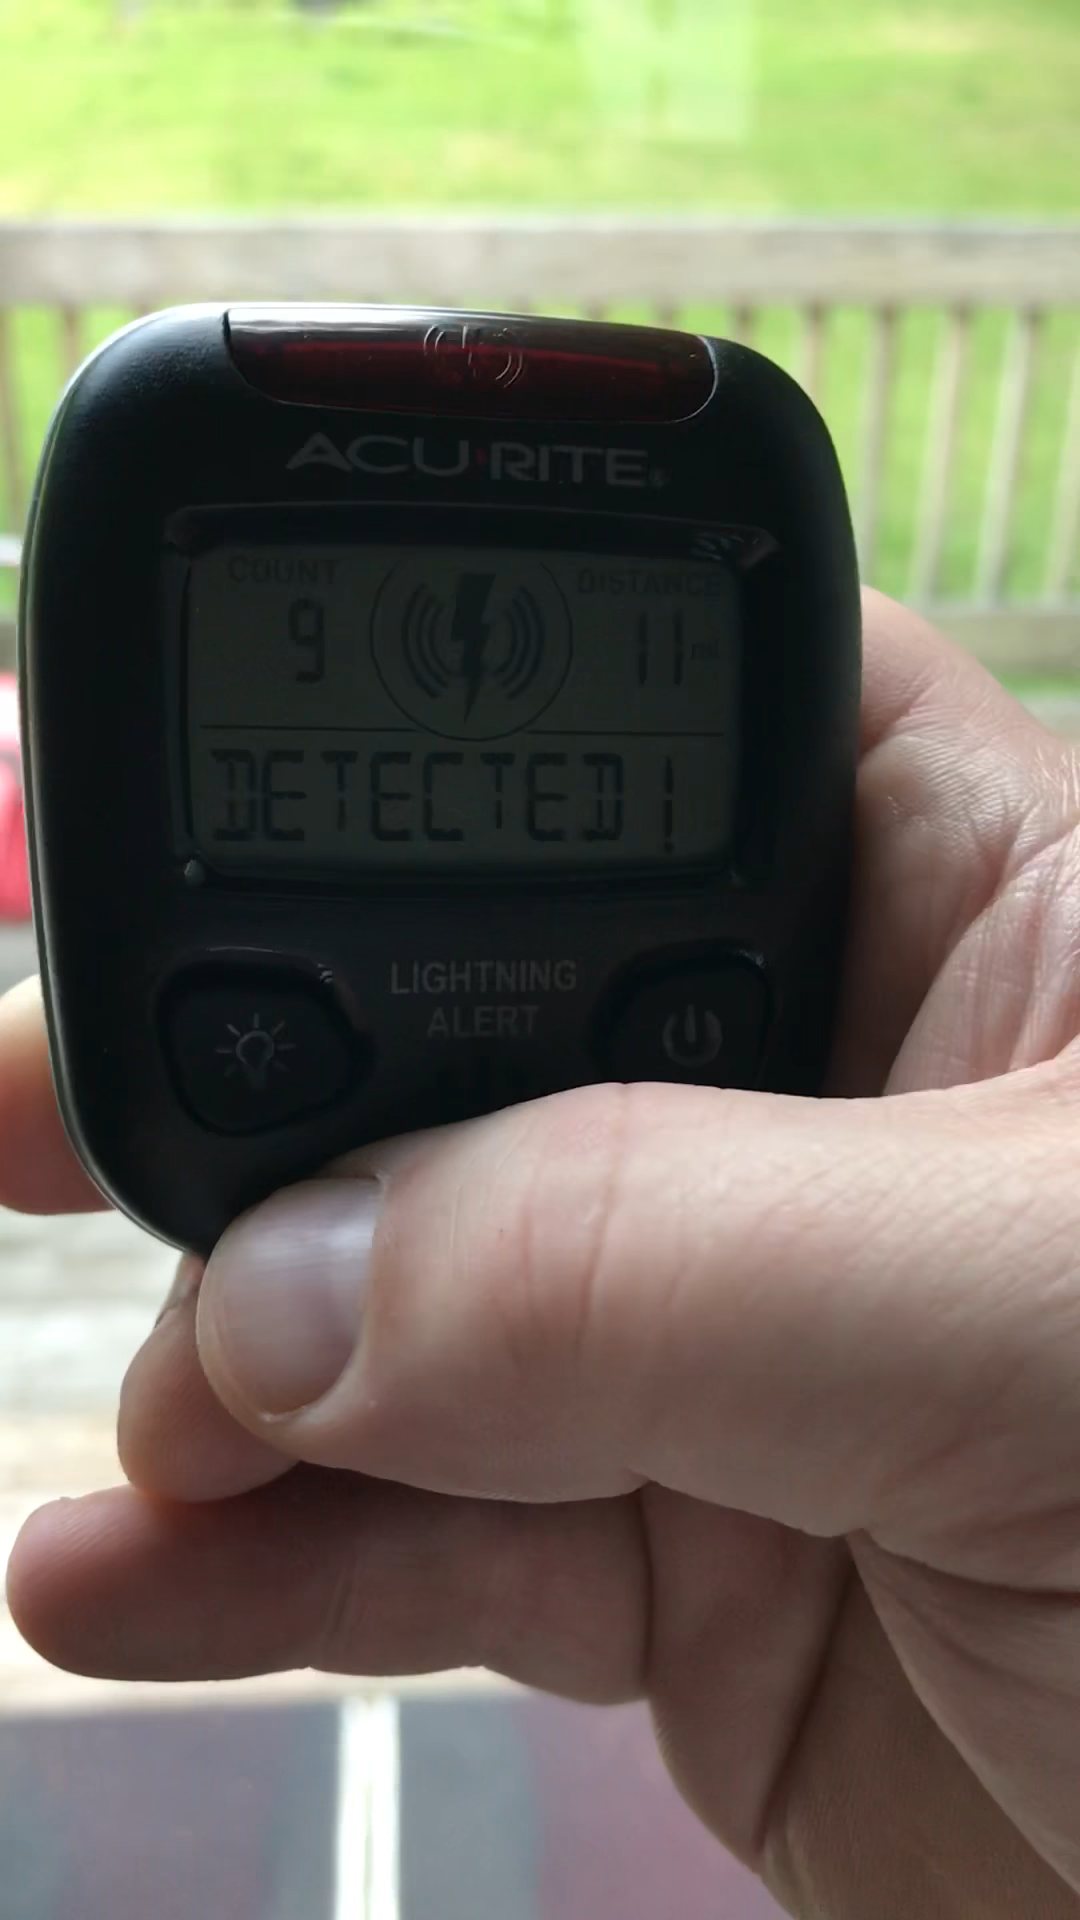 ACU·RITE®
COUNT DISTANCE
9 11 mi.
DETECTED!
LIGHTNING
ALERT